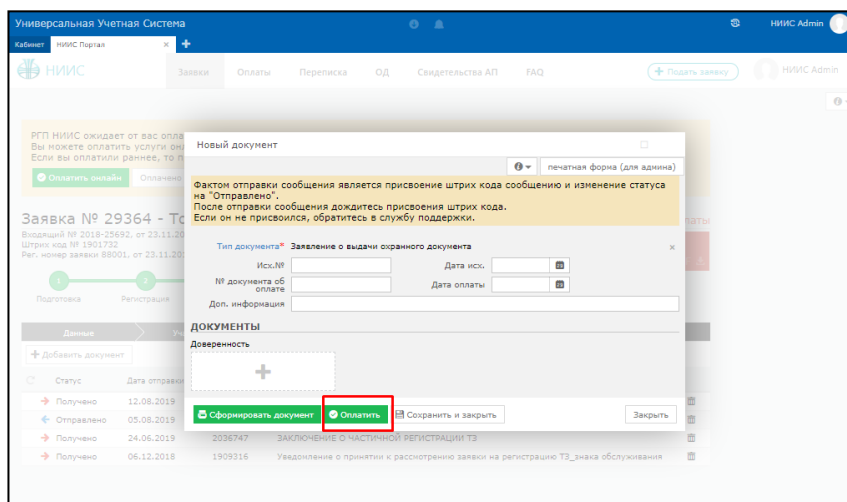 Универсальная Учетная Система
НИИС Admin
Кабинет
НИИС Портал
НИИС
Заявки
Оплаты
Переписка
ОД
Свидетельства АП
FAQ
Подать заявку
НИИС Admin
РГП НИИС ожидает от вас опла
Вы можете оплатить услуги онл
Если вы оплатили раннее, то п
Оплатить онлайн
Оплачено
Заявка № 29364 - То
латы
Входящий № 2018-25692, от 23.11.20
Штрих код № 1901732
Рег. номер заявки 88001, от 23.11.20
1
2
Подготовка
Регистрация
Данные
Добавить документ
Статус
Дата отправки
Получено 12.08.2019
Отправлено 05.08.2019
Получено 24.06.2019 2036747 ЗАКЛЮЧЕНИЕ О ЧАСТИЧНОЙ РЕГИСТРАЦИИ ТЗ
Получено 06.12.2018 1909316 Уведомление о принятии к рассмотрению заявки на регистрацию ТЗ_знака обслуживания
Новый документ
печатная форма (для админа)
Фактом отправки сообщения является присвоение штрих кода сообщению и изменение статуса
на "Отправлено".
После отправки сообщения дождитесь присвоения штрих кода.
Если он не присвоился, обратитесь в службу поддержки.
Тип документа* Заявление о выдачи охранного документа
Исх.№
Дата исх.
№ документа об
оплате
Дата оплаты
Доп. информация
ДОКУМЕНТЫ
Доверенность
Сформировать документ
Оплатить
Сохранить и закрыть
Закрыть